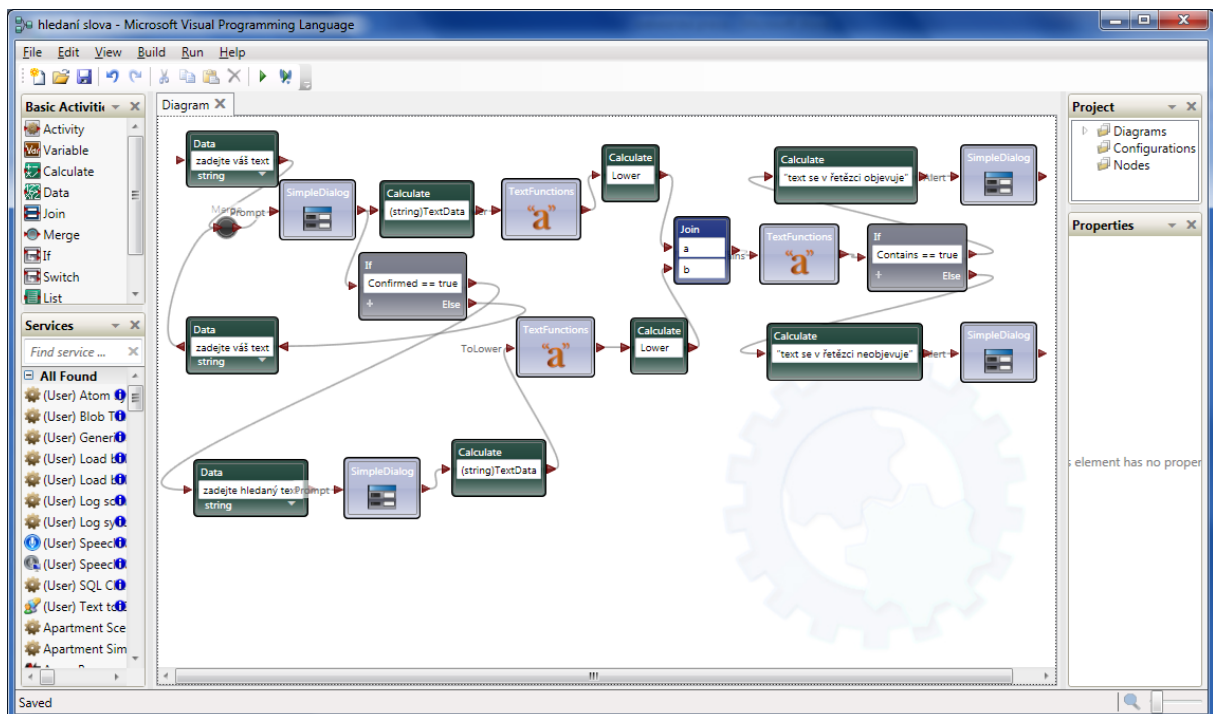 hledaní slova - Microsoft Visual Programming Language
File Edit View Build Run Help
Basic Activitie
Activity
Variable
Calculate
Data
Join
Merge
If
Switch
List
Services
Find service ...
All Found
(User) Atom
(User) Blob T
(User) Generi
(User) Load
(User) Load
(User) Log
(User) Log sy
(User) Speec
(User) Speec
(User) SQL Cl
(User) Text to
Apartment Sce
Apartment Sim
Diagram
Data
zadejte váš text
string
Merge
Prompt
SimpleDialog
Calculate
(string)TextData
TextFunctions
"a"
Calculate
Lower
If
Confirmed == true
Else
Data
zadejte váš text
string
ToLower
TextFunctions
"a"
Calculate
Lower
Data
zadejte hledaný tex
string
Prompt
SimpleDialog
Calculate
(string)TextData
Join
a
b
TextFunctions
"a"
If
Contains == true
Else
Calculate
"text se v řetězci objevuje"
SimpleDialog
Calculate
"text se v řetězci neobjevuje"
SimpleDialog
Project
Diagrams
Configurations
Nodes
Properties
s element has no proper
Saved